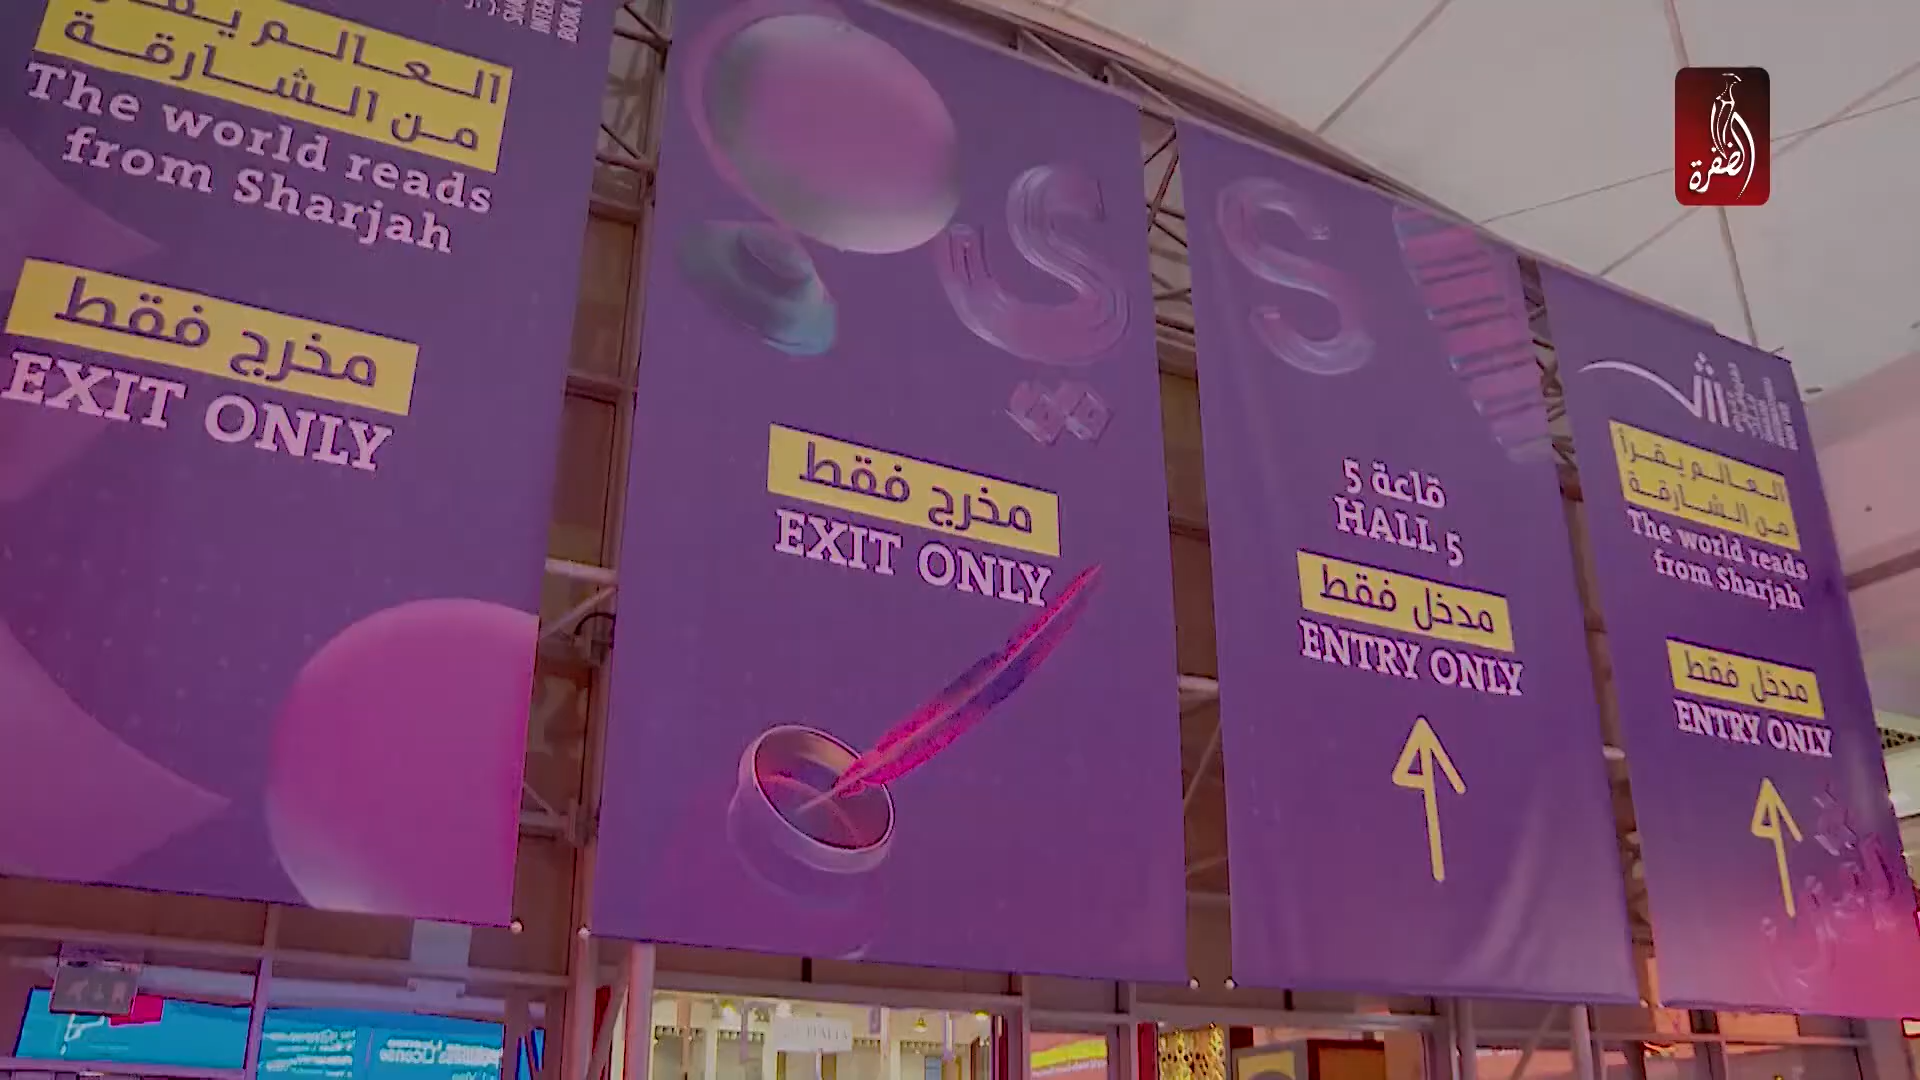 العالم يقرأ
من الشارقة
The world reads
from Sharjah
مخرج فقط
EXIT ONLY
مخرج فقط
EXIT ONLY
قاعة 5
HALL 5
مدخل فقط
ENTRY ONLY
العالم يقرأ
من الشارقة
The world reads
from Sharjah
مدخل فقط
ENTRY ONLY
الظفرة